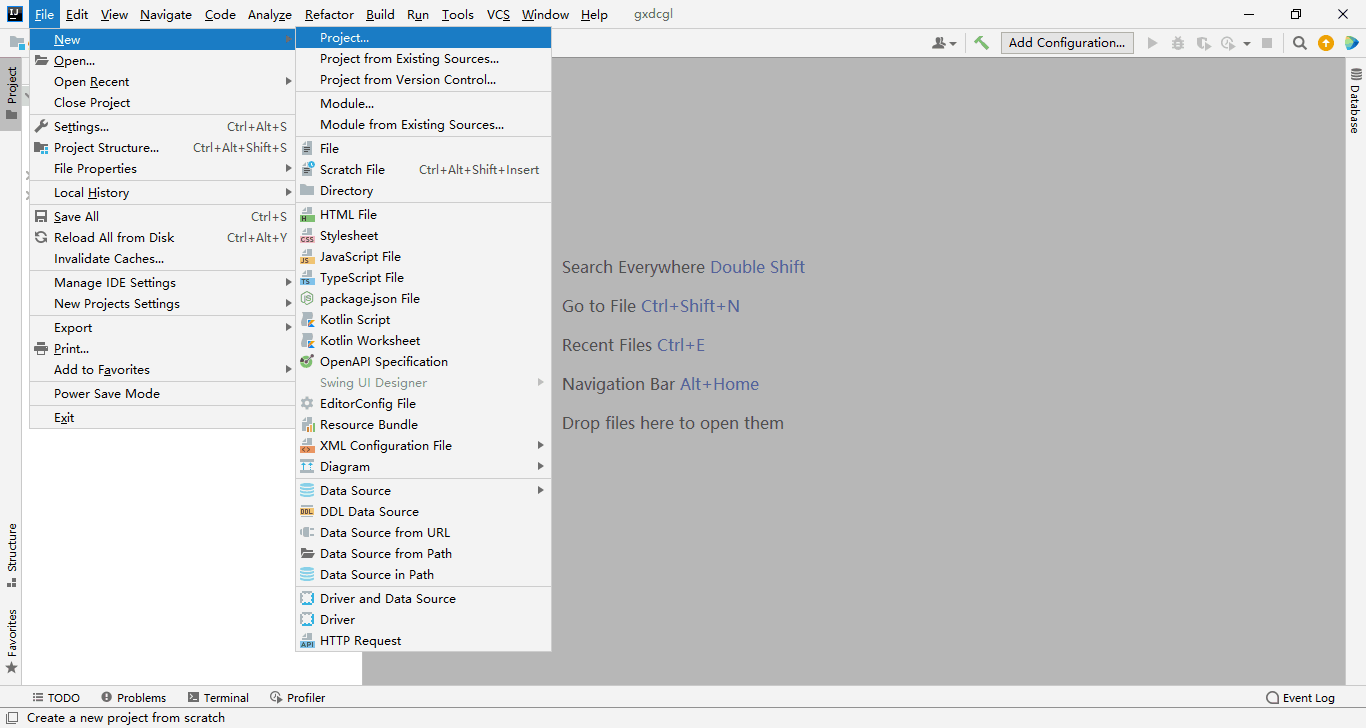 File Edit View Navigate Code Analyze Refactor Build Run Tools VCS Window Help gxdcgl
Add Configuration...
Project
Structure
Favorites
New
Open...
Open Recent
Close Project
Settings... Ctrl+Alt+S
Project Structure... Ctrl+Alt+Shift+S
File Properties
Local History
Save All Ctrl+S
Reload All from Disk Ctrl+Alt+Y
Invalidate Caches...
Manage IDE Settings
New Projects Settings
Export
Print...
Add to Favorites
Power Save Mode
Exit
Project...
Project from Existing Sources...
Project from Version Control...
Module...
Module from Existing Sources...
File
Scratch File Ctrl+Alt+Shift+Insert
Directory
HTML File
Stylesheet
JavaScript File
TypeScript File
package.json File
Kotlin Script
Kotlin Worksheet
OpenAPI Specification
Swing UI Designer
EditorConfig File
Resource Bundle
XML Configuration File
Diagram
Data Source
DDL Data Source
Data Source from URL
Data Source from Path
Data Source in Path
Driver and Data Source
Driver
HTTP Request
Search Everywhere Double Shift
Go to File Ctrl+Shift+N
Recent Files Ctrl+E
Navigation Bar Alt+Home
Drop files here to open them
Database
TODO Problems Terminal Profiler Event Log
Create a new project from scratch